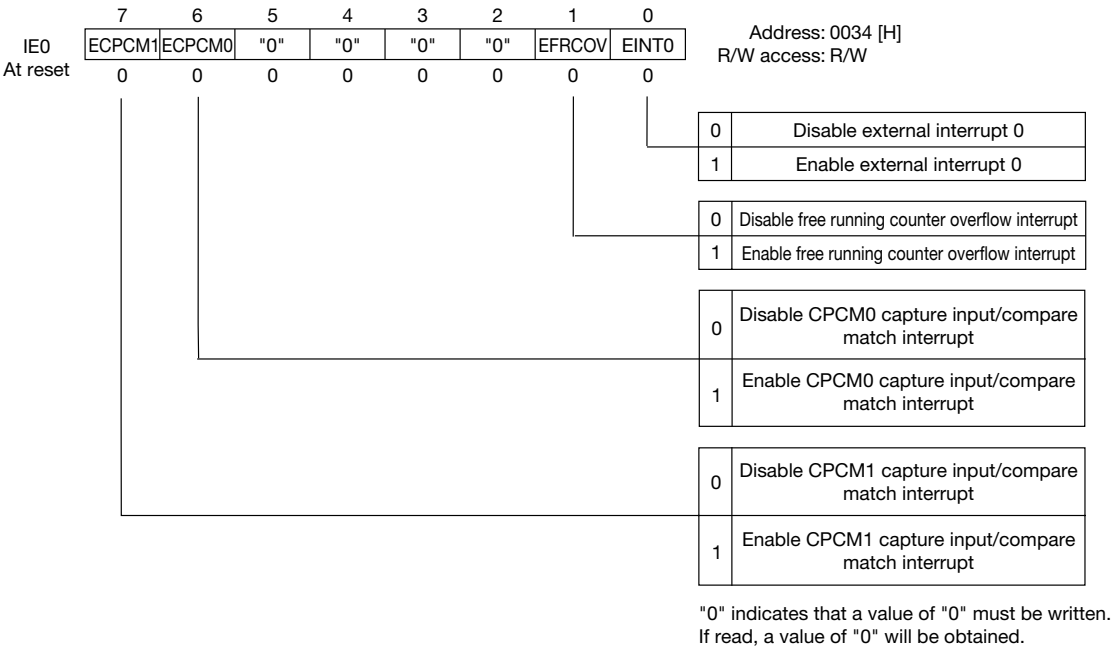 7 6 5 4 3 2 1 0
IE0 ECPCM1 ECPCM0 "0" "0" "0" "0" EFRCOV EINT0
At reset 0 0 0 0 0 0 0 0
Address: 0034 [H]
R/W access: R/W
0 Disable external interrupt 0
1 Enable external interrupt 0
0 Disable free running counter overflow interrupt
1 Enable free running counter overflow interrupt
0 Disable CPCM0 capture input/compare
match interrupt
1 Enable CPCM0 capture input/compare
match interrupt
0 Disable CPCM1 capture input/compare
match interrupt
1 Enable CPCM1 capture input/compare
match interrupt
"0" indicates that a value of "0" must be written.
If read, a value of "0" will be obtained.